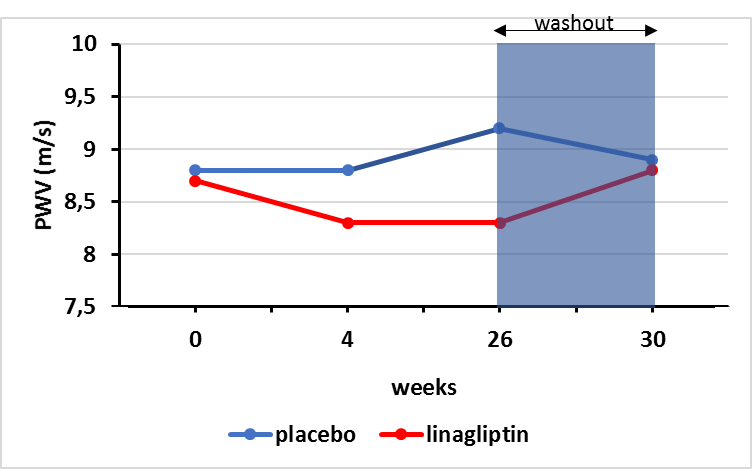 washout
10
9,5
9
8,5
8
7,5
PWV (m/s)
0 4 26 30
weeks
placebo linagliptin